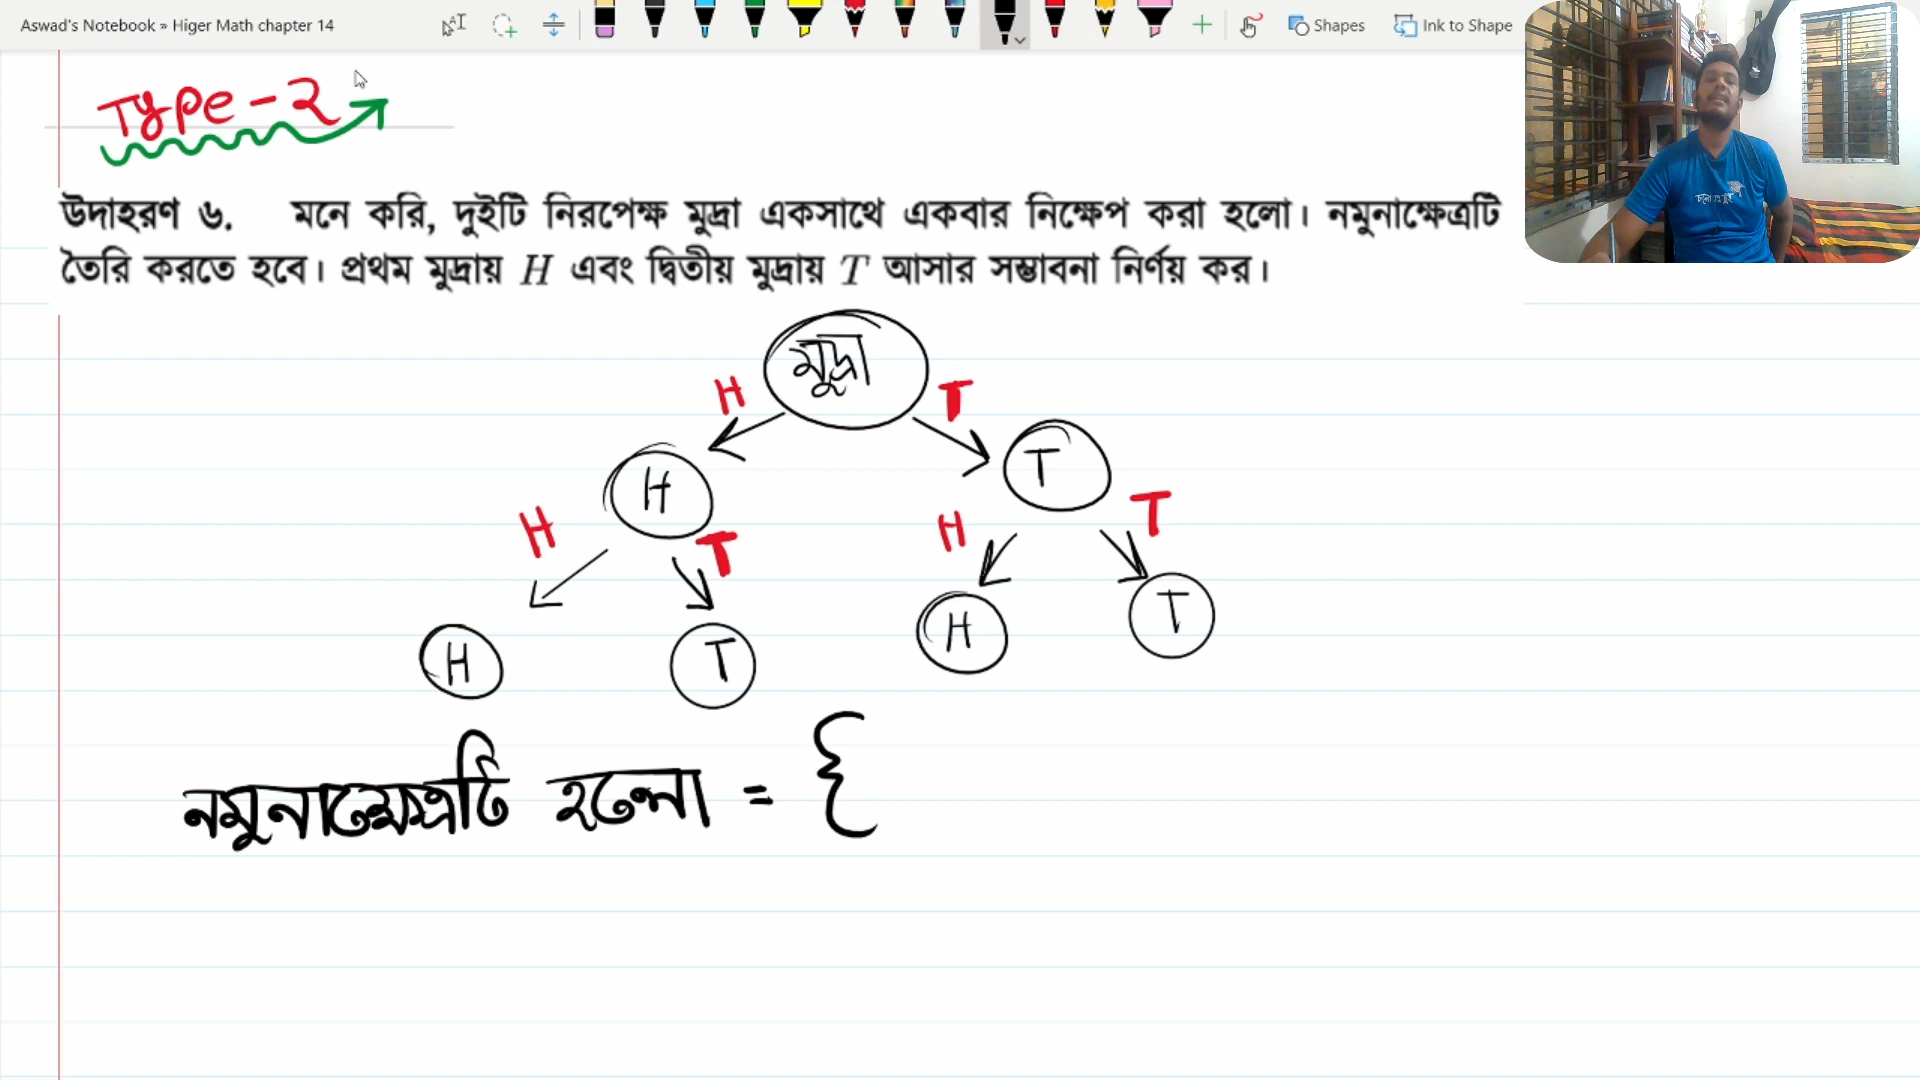 Aswad's Notebook » Higer Math chapter 14
Shapes
Ink to Shape
Type-2
উদাহরণ ৬. মনে করি, দুইটি নিরপেক্ষ মুদ্রা একসাথে একবার নিক্ষেপ করা হলো। নমুনাক্ষেত্রটি
তৈরি করতে হবে। প্রথম মুদ্রায় H এবং দ্বিতীয় মুদ্রায় T আসার সম্ভাবনা নির্ণয় কর।
মুদ্রা
H T
H T
H T H T
H T H T
নমুনাক্ষেত্রটি হলো = {